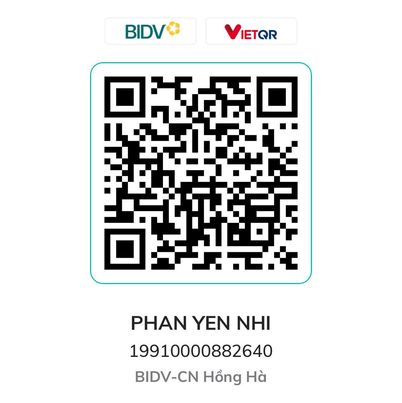 BIDV
VIETQR
PHAN YEN NHI
19910000882640
BIDV-CN Hồng Hà